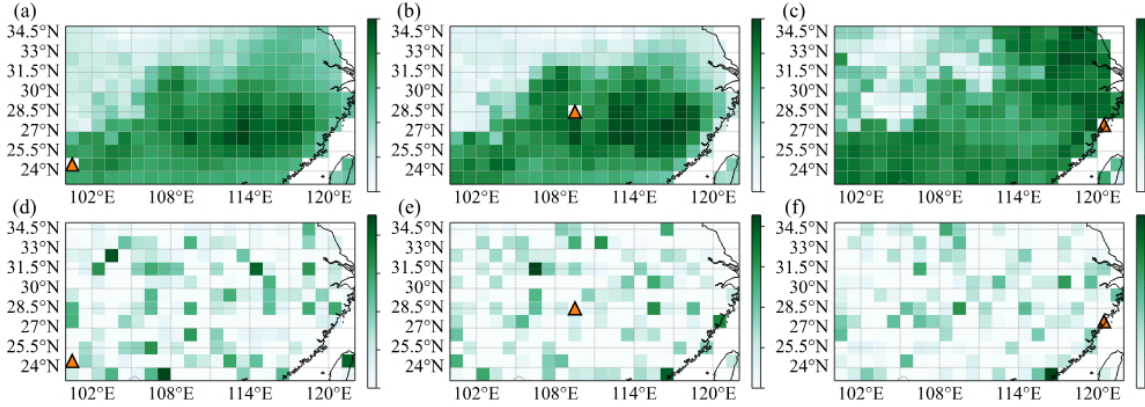 (a) (b) (c)
34.5°N 34.5°N 34.5°N
33°N 33°N 33°N
31.5°N 31.5°N 31.5°N
30°N 30°N 30°N
28.5°N 28.5°N 28.5°N
27°N 27°N 27°N
25.5°N 25.5°N 25.5°N
24°N 24°N 24°N
102°E 108°E 114°E 120°E 102°E 108°E 114°E 120°E 102°E 108°E 114°E 120°E
(d) (e) (f)
34.5°N 34.5°N 34.5°N
33°N 33°N 33°N
31.5°N 31.5°N 31.5°N
30°N 30°N 30°N
28.5°N 28.5°N 28.5°N
27°N 27°N 27°N
25.5°N 25.5°N 25.5°N
24°N 24°N 24°N
102°E 108°E 114°E 120°E 102°E 108°E 114°E 120°E 102°E 108°E 114°E 120°E